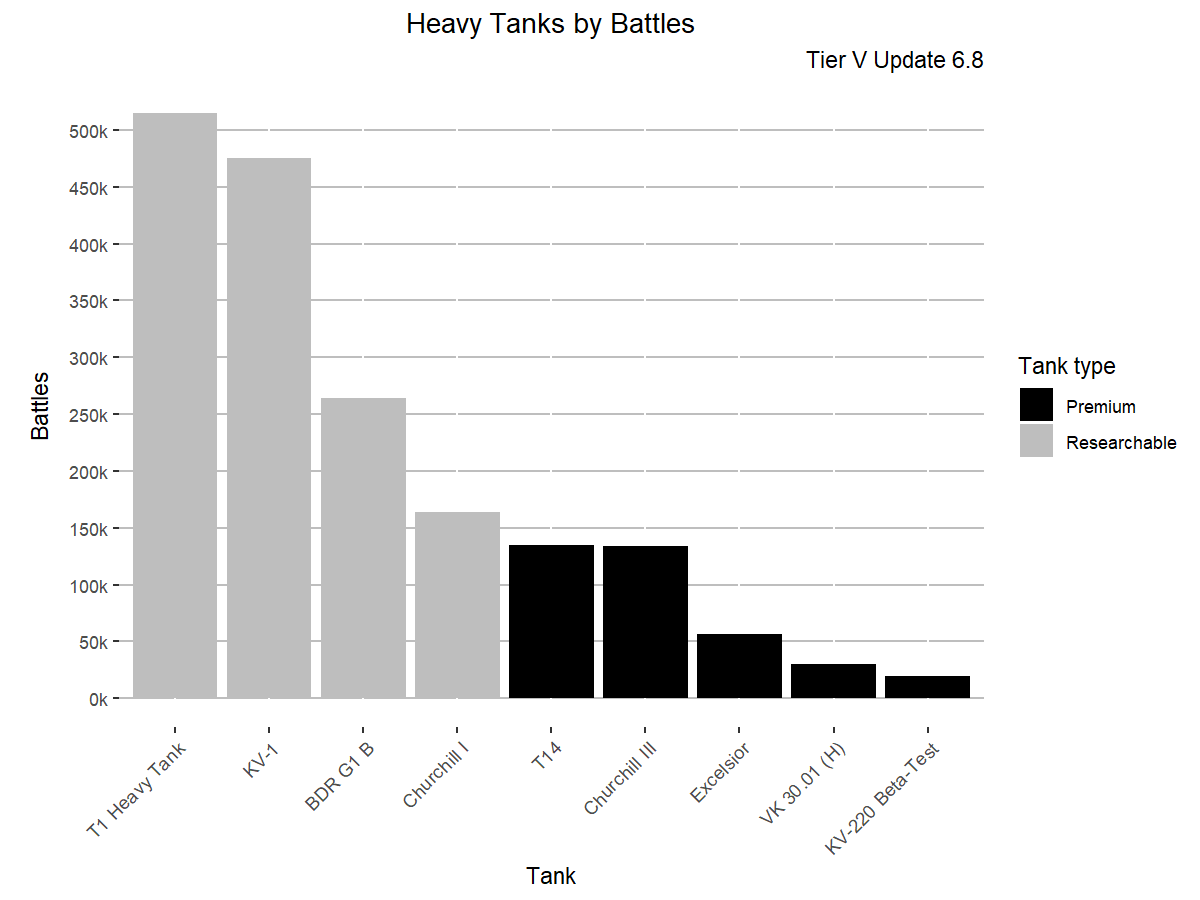 Heavy Tanks by Battles
Tier V Update 6.8
Battles
500k
450k
400k
350k
300k
250k
200k
150k
100k
50k
0k
T1 Heavy Tank
KV-1
BDR G1 B
Churchill I
T14
Churchill III
Excelsior
VK 30.01 (H)
KV-220 Beta-Test
Tank
Tank type
Premium
Researchable